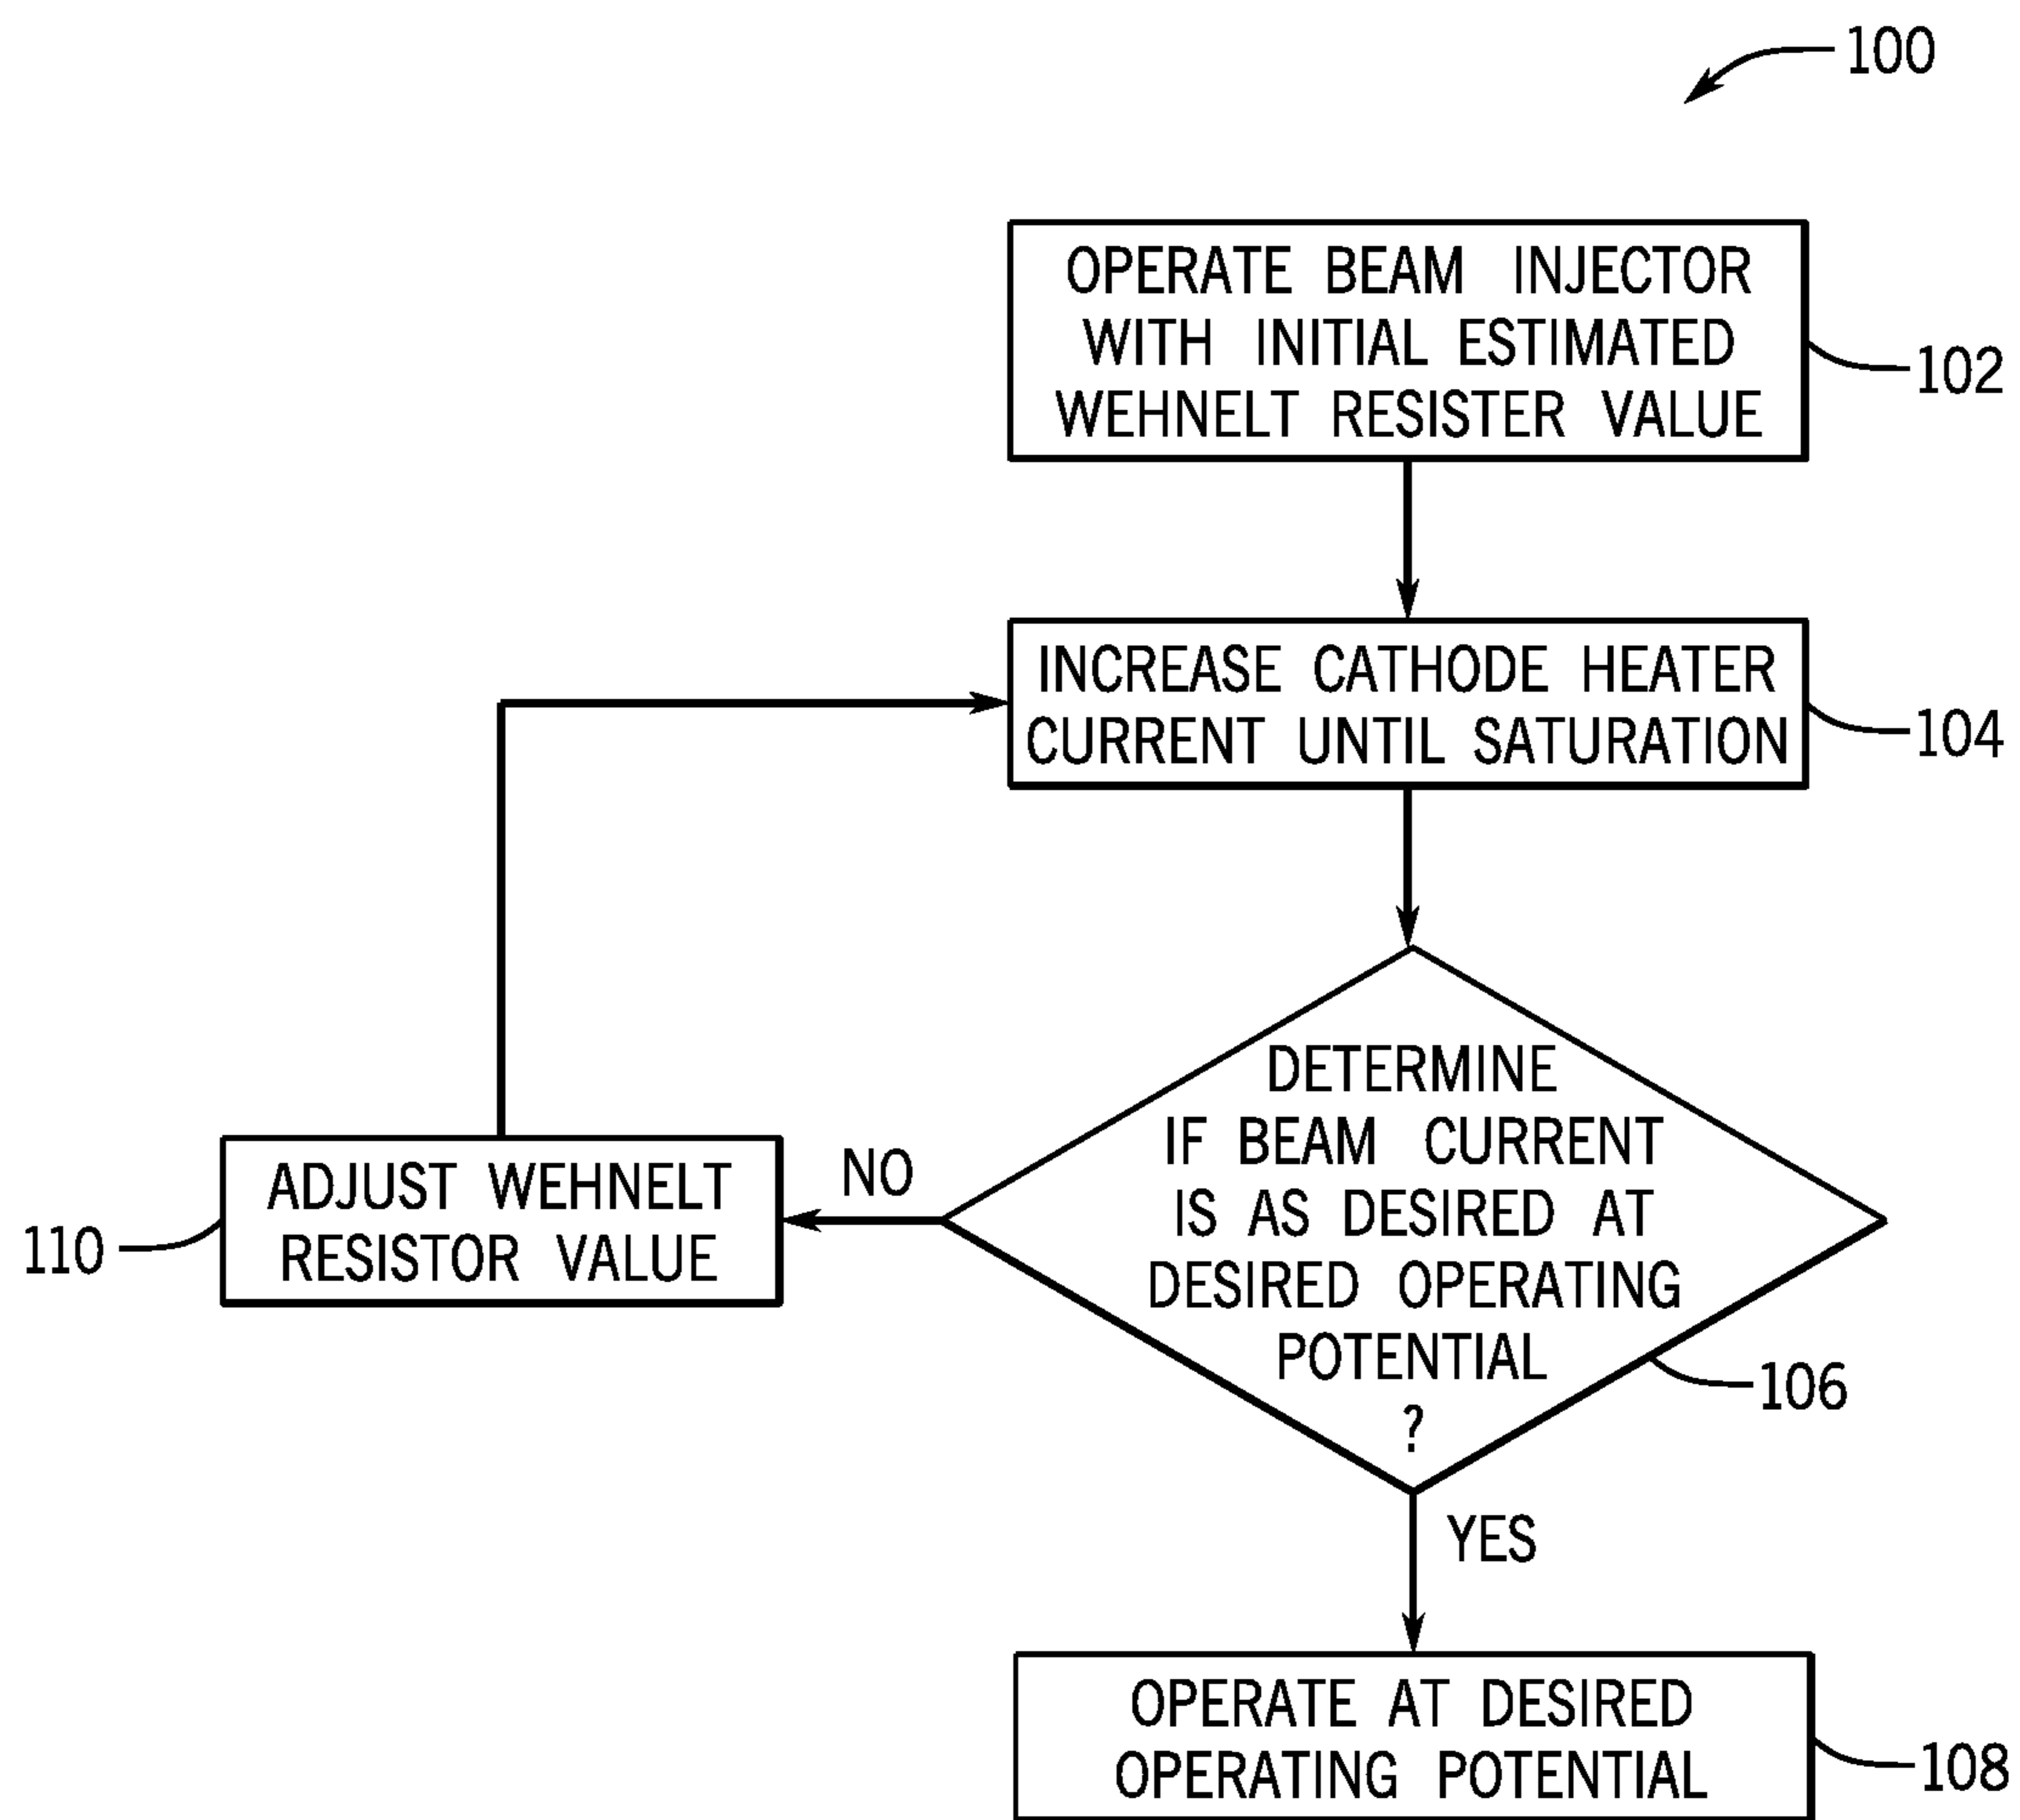 100
OPERATE BEAM INJECTOR
WITH INITIAL ESTIMATED
WEHNELT RESISTER VALUE
102
INCREASE CATHODE HEATER
CURRENT UNTIL SATURATION
104
DETERMINE
IF BEAM CURRENT
IS AS DESIRED AT
DESIRED OPERATING
POTENTIAL
?
106
NO
ADJUST WEHNELT
RESISTOR VALUE
110
YES
OPERATE AT DESIRED
OPERATING POTENTIAL
108